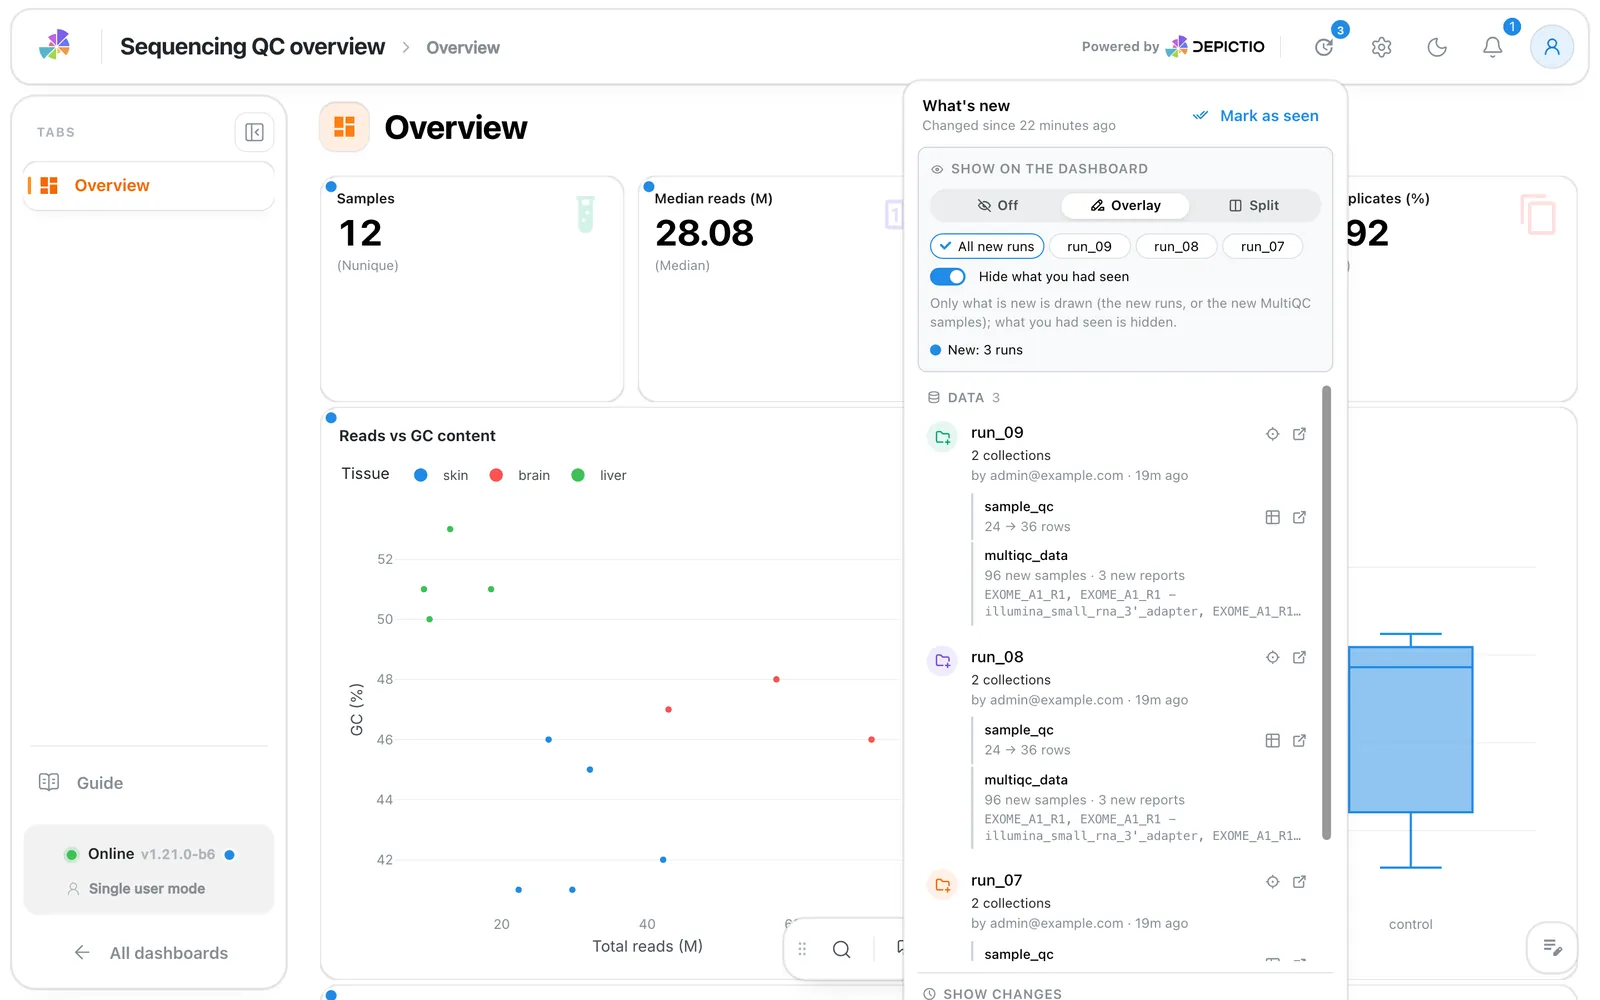 Sequencing QC overview
Overview
Powered by DEPICTIO
3
1
TABS
Overview
Guide
Online v1.21.0-b6
Single user mode
All dashboards
Overview
Samples
12
(Nunique)
Median reads (M)
28.08
(Median)
plicates (%)
92
Reads vs GC content
Tissue
skin
brain
liver
52
50
48
46
44
42
GC (%)
20
40
Total reads (M)
control
What's new
Changed since 22 minutes ago
Mark as seen
SHOW ON THE DASHBOARD
Off
Overlay
Split
All new runs
run_09
run_08
run_07
Hide what you had seen
Only what is new is drawn (the new runs, or the new MultiQC
samples); what you had seen is hidden.
New: 3 runs
DATA 3
run_09
2 collections
by admin@example.com · 19m ago
sample_qc
24 → 36 rows
multiqc_data
96 new samples · 3 new reports
EXOME_A1_R1, EXOME_A1_R1 –
illumina_small_rna_3'_adapter, EXOME_A1_R1…
run_08
2 collections
by admin@example.com · 19m ago
sample_qc
24 → 36 rows
multiqc_data
96 new samples · 3 new reports
EXOME_A1_R1, EXOME_A1_R1 –
illumina_small_rna_3'_adapter, EXOME_A1_R1…
run_07
2 collections
by admin@example.com · 19m ago
sample_qc
SHOW CHANGES